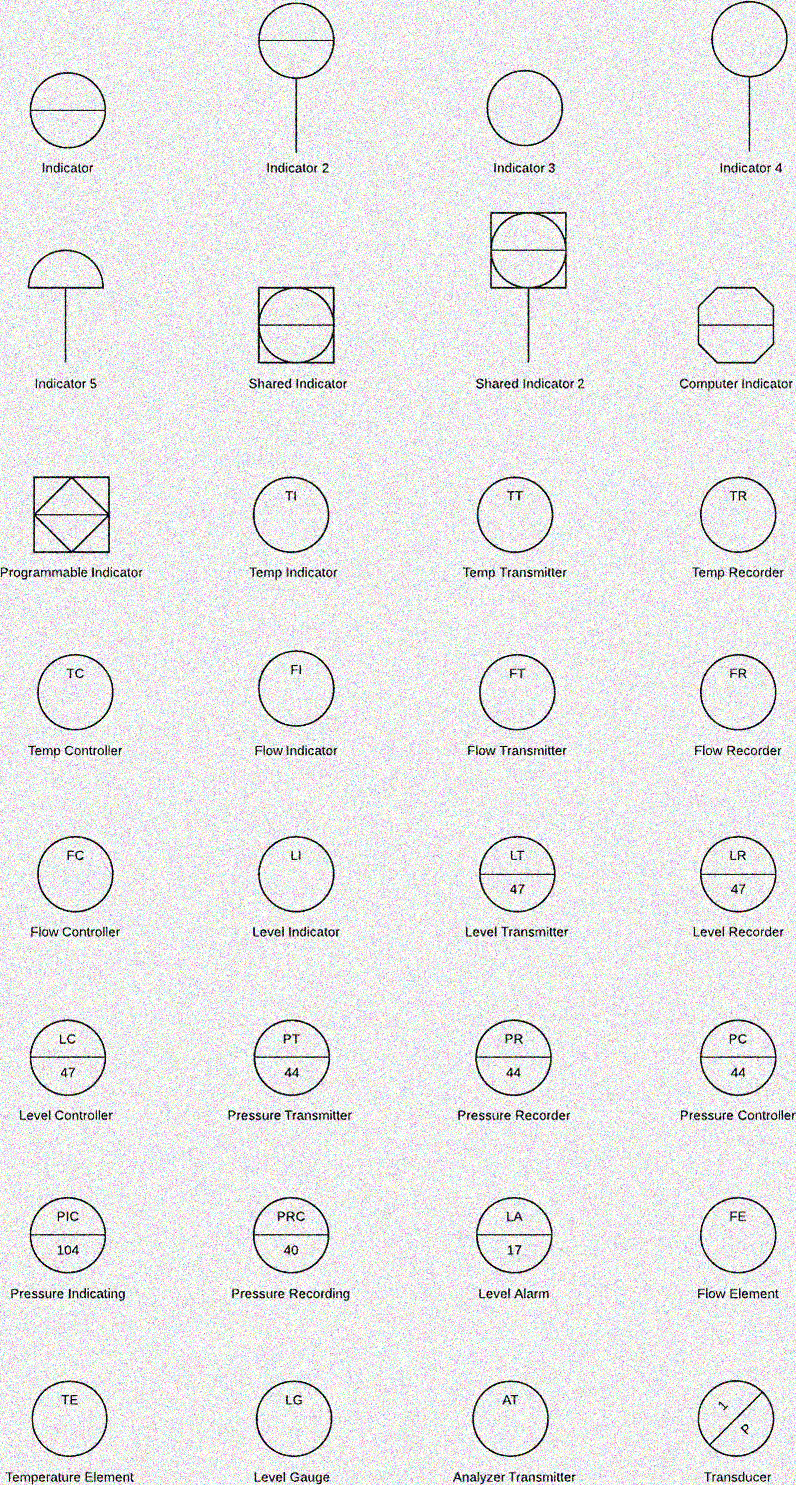 Indicator
Indicator 2
Indicator 3
Indicator 4
Indicator 5
Shared Indicator
Shared Indicator 2
Computer Indicator
Programmable Indicator
TI
Temp Indicator
TT
Temp Transmitter
TR
Temp Recorder
TC
Temp Controller
FI
Flow Indicator
FT
Flow Transmitter
FR
Flow Recorder
FC
Flow Controller
LI
Level Indicator
LT
47
Level Transmitter
LR
47
Level Recorder
LC
47
Level Controller
PT
44
Pressure Transmitter
PR
44
Pressure Recorder
PC
44
Pressure Controller
PIC
104
Pressure Indicating
PRC
40
Pressure Recording
LA
17
Level Alarm
FE
Flow Element
TE
Temperature Element
LG
Level Gauge
AT
Analyzer Transmitter
1
P
Transducer